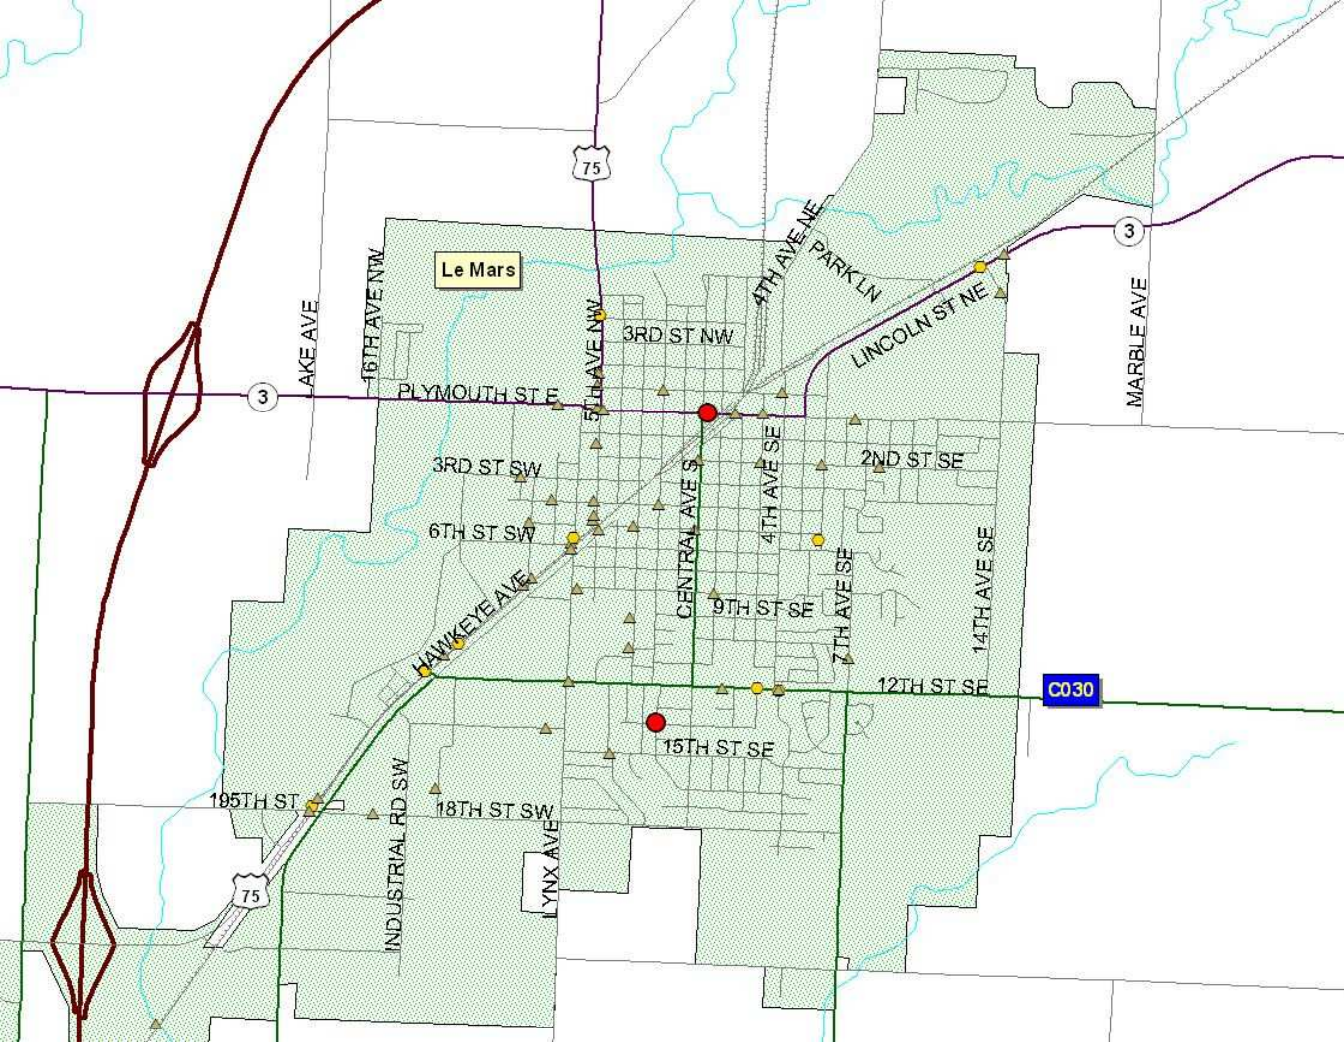 75
4TH AVE NE
3
PARK LN
Le Mars
16TH AVE NW
LAKE AVE
MARBLE AVE
LINCOLN ST NE
5TH AVE NW
3RD ST NW
3
PLYMOUTH ST E
4TH AVE SE
CENTRAL AVE S
2ND ST SE
3RD ST SW
6TH ST SW
14TH AVE SE
7TH AVE SE
HAWKEYE AVE
9TH ST SE
12TH ST SE
C030
15TH ST SE
195TH ST
INDUSTRIAL RD SW
18TH ST SW
LYNX AVE
75